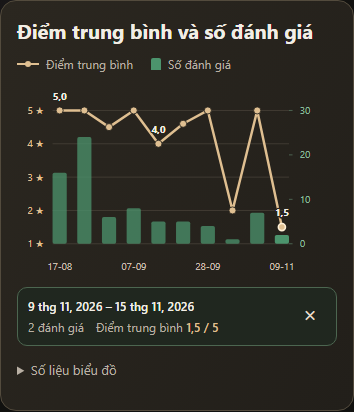 Điểm trung bình và số đánh giá
Điểm trung bình Số đánh giá
5,0
5 ★ 30
4,0
4 ★
20
3 ★
2 ★ 10
1,5
1 ★ 0
17-08 07-09 28-09 09-11
9 thg 11, 2026 – 15 thg 11, 2026
2 đánh giá Điểm trung bình 1,5 / 5
✕
▶ Số liệu biểu đồ